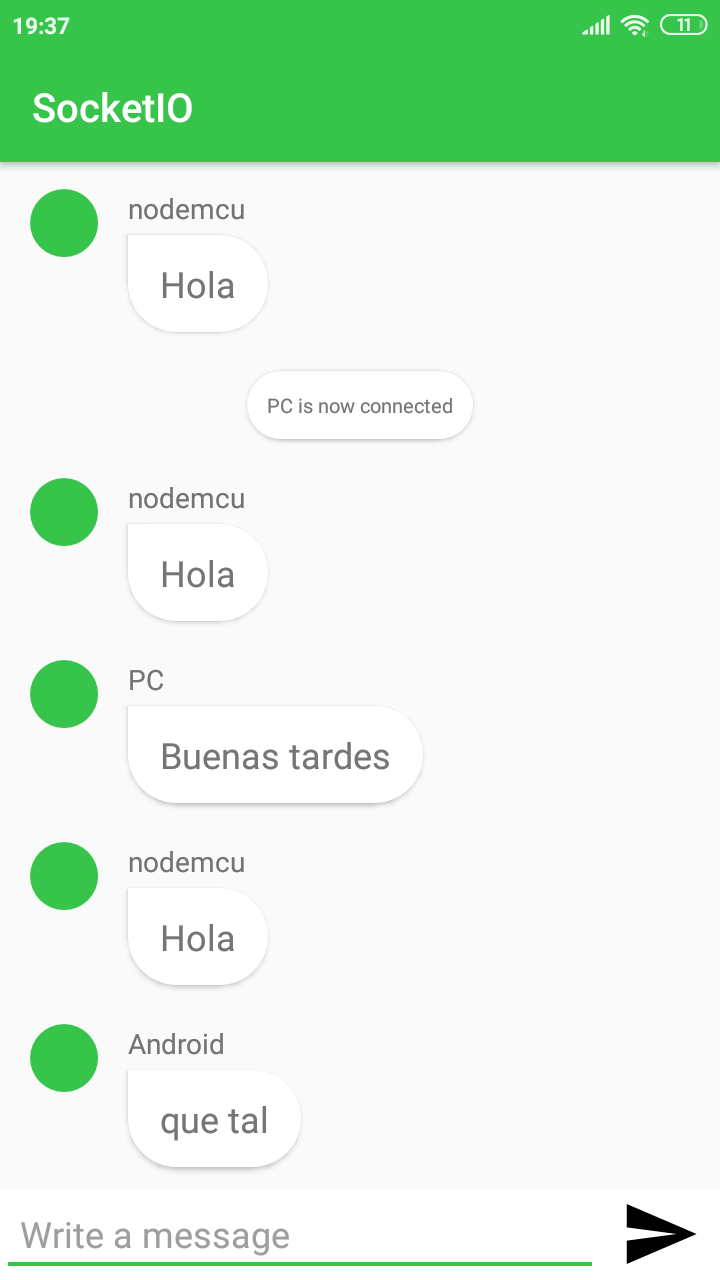 19:37
11
SocketIO
nodemcu
Hola
PC is now connected
nodemcu
Hola
PC
Buenas tardes
nodemcu
Hola
Android
que tal
Write a message